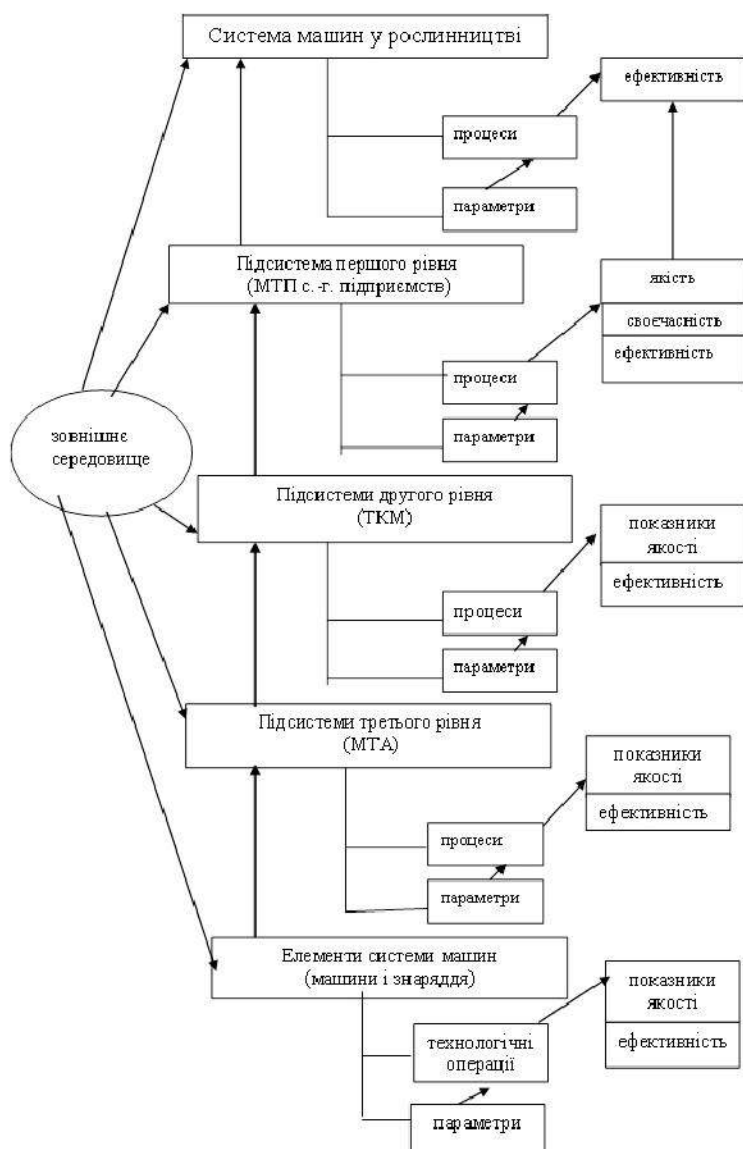 Система машин у рослинництві
ефективність
процеси
параметри
Підсистема першого рівня
(МТП с.-г. підприємств)
якість
своєчасність
ефективність
процеси
параметри
зовнішнє
середовище
Підсистеми другого рівня
(ТКМ)
показники
якості
ефективність
процеси
параметри
Підсистеми третього рівня
(МТА)
показники
якості
ефективність
процеси
параметри
Елементи системи машин
(машини і знаряддя)
показники
якості
ефективність
технологічні
операції
параметри